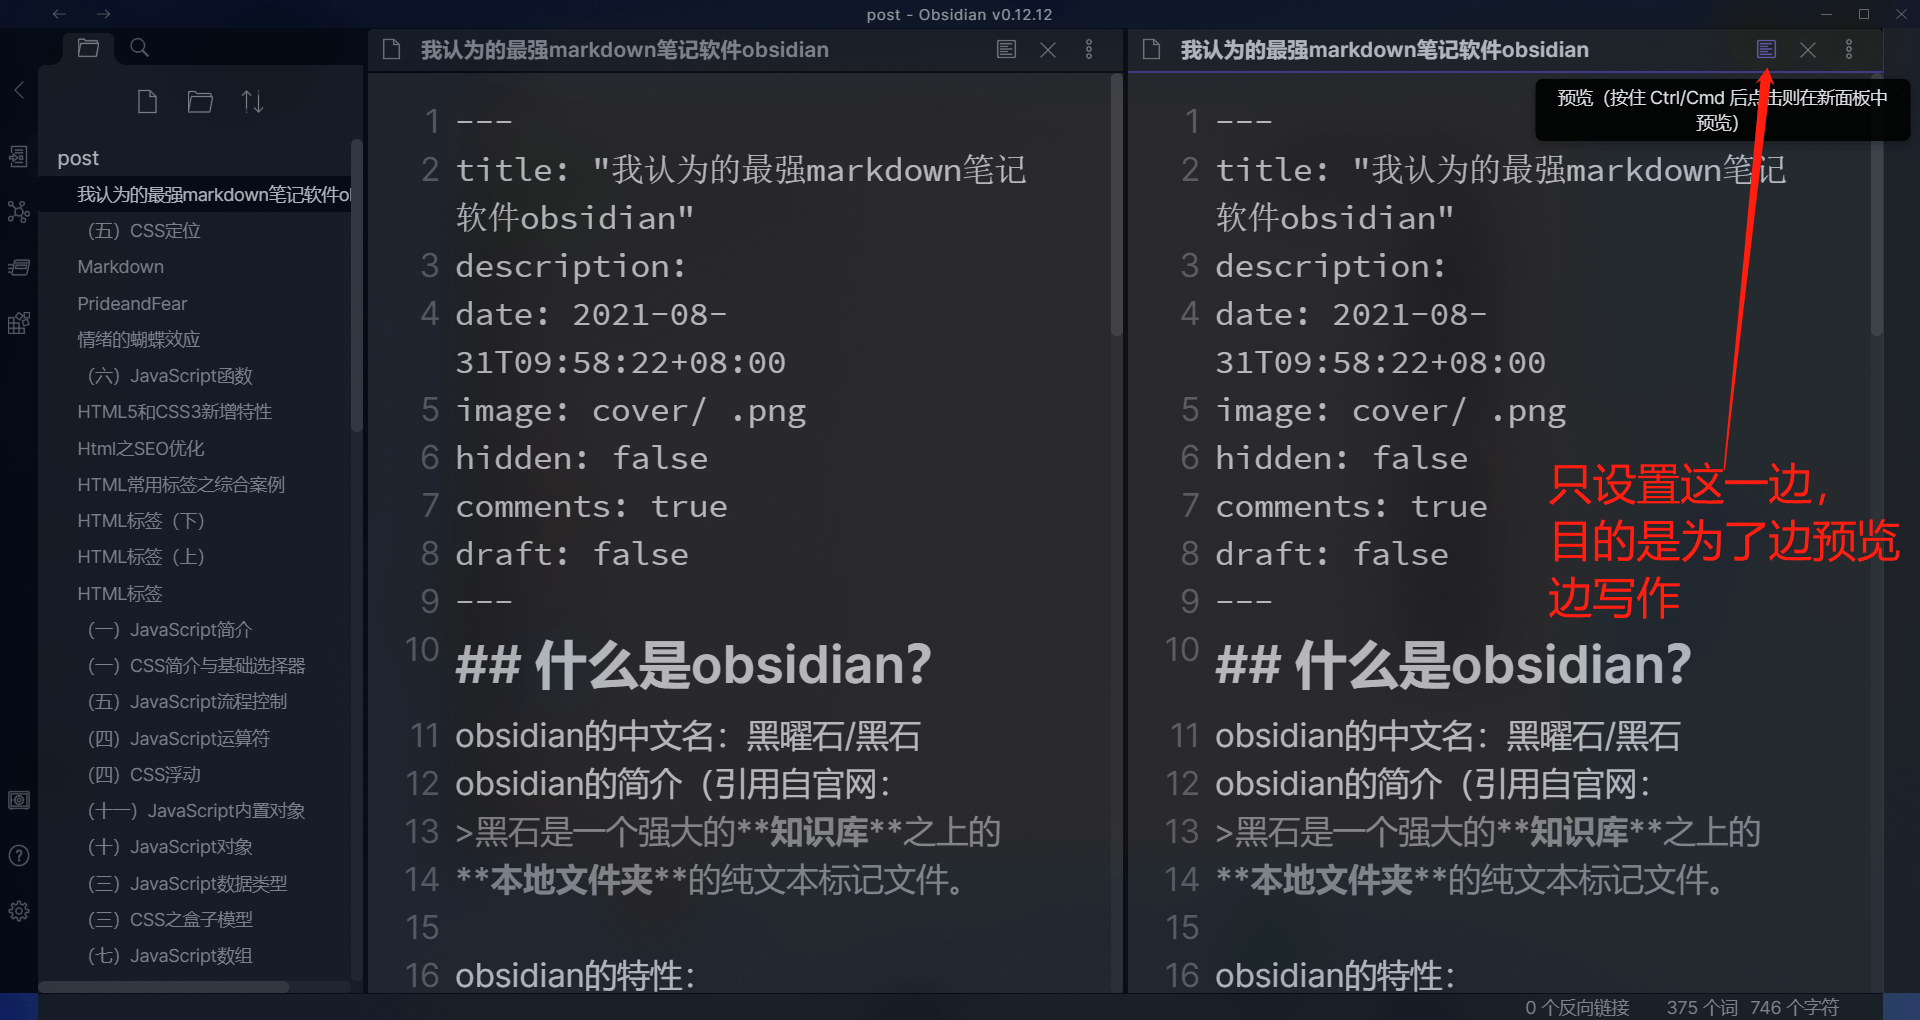 post - Obsidian v0.12.12
post
我认为的最强markdown笔记软件ob
（五）CSS定位
Markdown
PrideandFear
情绪的蝴蝶效应
（六）JavaScript函数
HTML5和CSS3新增特性
Html之SEO优化
HTML常用标签之综合案例
HTML标签（下）
HTML标签（上）
HTML标签
（一）JavaScript简介
（一）CSS简介与基础选择器
（五）JavaScript流程控制
（四）JavaScript运算符
（四）CSS浮动
（十一）JavaScript内置对象
（十）JavaScript对象
（三）JavaScript数据类型
（三）CSS之盒子模型
（七）JavaScript数组
我认为的最强markdown笔记软件obsidian
1 ---
2 title: "我认为的最强markdown笔记
软件obsidian"
3 description:
4 date: 2021-08-
31T09:58:22+08:00
5 image: cover/ .png
6 hidden: false
7 comments: true
8 draft: false
9 ---
10 ## 什么是obsidian?
11 obsidian的中文名：黑曜石/黑石
12 obsidian的简介（引用自官网：
13 >黑石是一个强大的**知识库**之上的
14 **本地文件夹**的纯文本标记文件。
15
16 obsidian的特性：
我认为的最强markdown笔记软件obsidian
预览（按住 Ctrl/Cmd 后点击则在新面板中
预览）
1 ---
2 title: "我认为的最强markdown笔记
软件obsidian"
3 description:
4 date: 2021-08-
31T09:58:22+08:00
5 image: cover/ .png
6 hidden: false
7 comments: true
8 draft: false
9 ---
10 ## 什么是obsidian?
11 obsidian的中文名：黑曜石/黑石
12 obsidian的简介（引用自官网：
13 >黑石是一个强大的**知识库**之上的
14 **本地文件夹**的纯文本标记文件。
15
16 obsidian的特性：
只设置这一边，
目的是为了边预览
边写作
0 个反向链接 375 个词 746 个字符